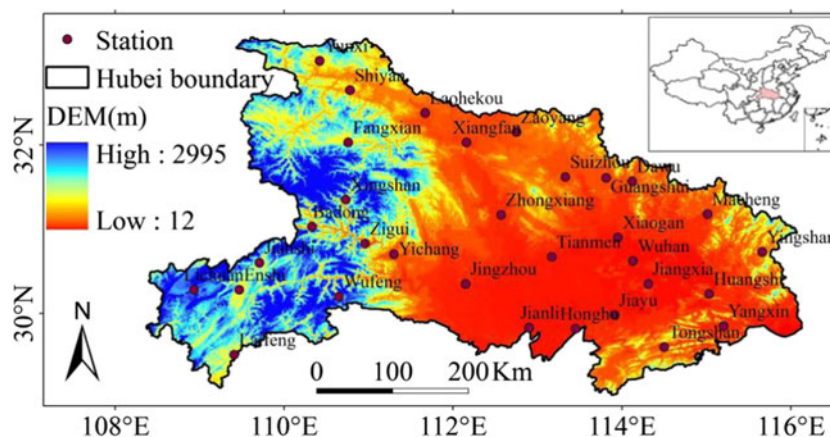 Station
Hubei boundary
DEM(m)
High : 2995
Low : 12
32°N
30°N
N
Yunxi
Shiyan
Laohekou
Fangxian
Xiangfan
Zaoyang
Suizhou
Dawu
Guangshui
Xingshan
Zhongxiang
Macheng
Badong
Zigui
Xiaogan
Yingshan
Yichang
Tianmen
Wuhan
Jianshi
Enshi
Wufeng
Jingzhou
Jiangxia
Huangshi
Jiayu
Jianli
Honghu
Yangxin
Tongshan
0 100 200 Km
108°E 110°E 112°E 114°E 116°E